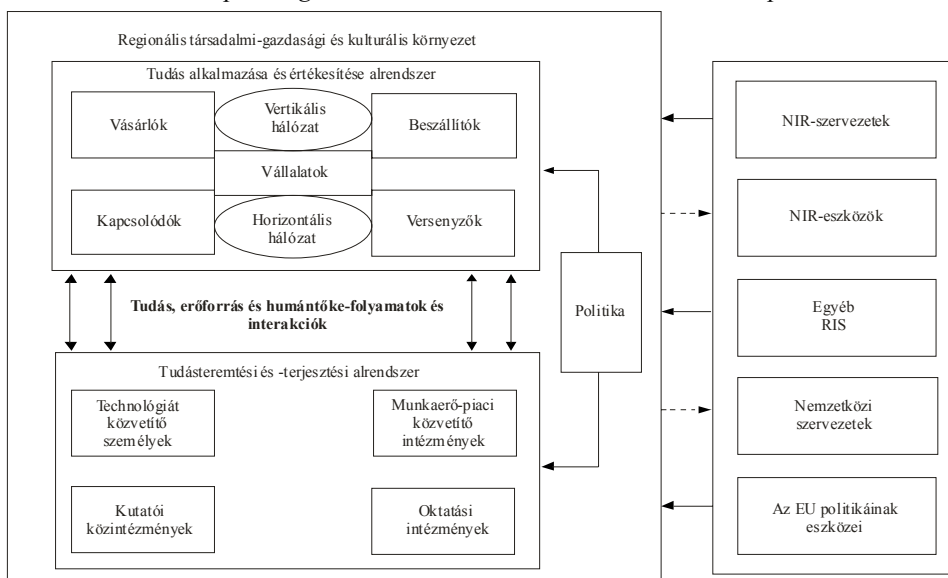 Regionális társadalmi-gazdasági és kulturális környezet
Tudás alkalmazása és értékesítése alrendszer
Vásárlók
Vertikális
hálózat
Beszállítók
Vállalatok
Kapcsolódók
Horizontális
hálózat
Versenyzők
Tudás, erőforrás és humántőke-folyamatok és
interakciók
Tudásteremtési és -terjesztési alrendszer
Technológiát
közvetítő
személyek
Munkaerő-piaci
közvetítő
intézmények
Kutatói
közintézmények
Oktatási
intézmények
Politika
NIR-szervezetek
NIR-eszközök
Egyéb
RIS
Nemzetközi
szervezetek
Az EU politikáinak
eszközei